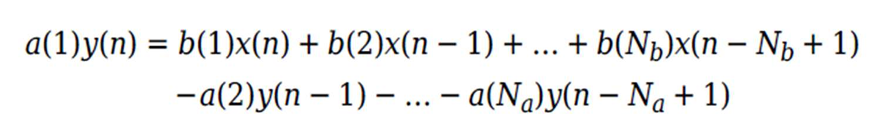 a(1)y(n) = b(1)x(n) + b(2)x(n − 1) + ... + b(N_b)x(n − N_b + 1)
−a(2)y(n − 1) − ... − a(N_a)y(n − N_a + 1)